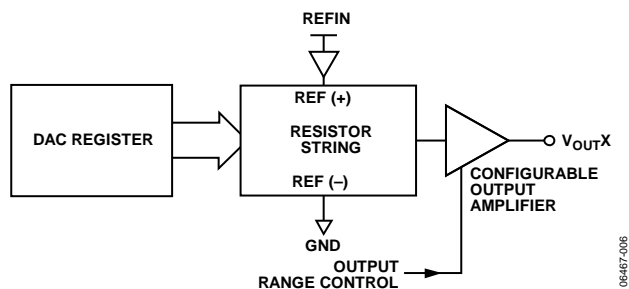 REFIN
DAC REGISTER
REF (+)
RESISTOR
STRING
REF (–)
GND
VOUTX
CONFIGURABLE
OUTPUT
AMPLIFIER
OUTPUT
RANGE CONTROL
06467-006